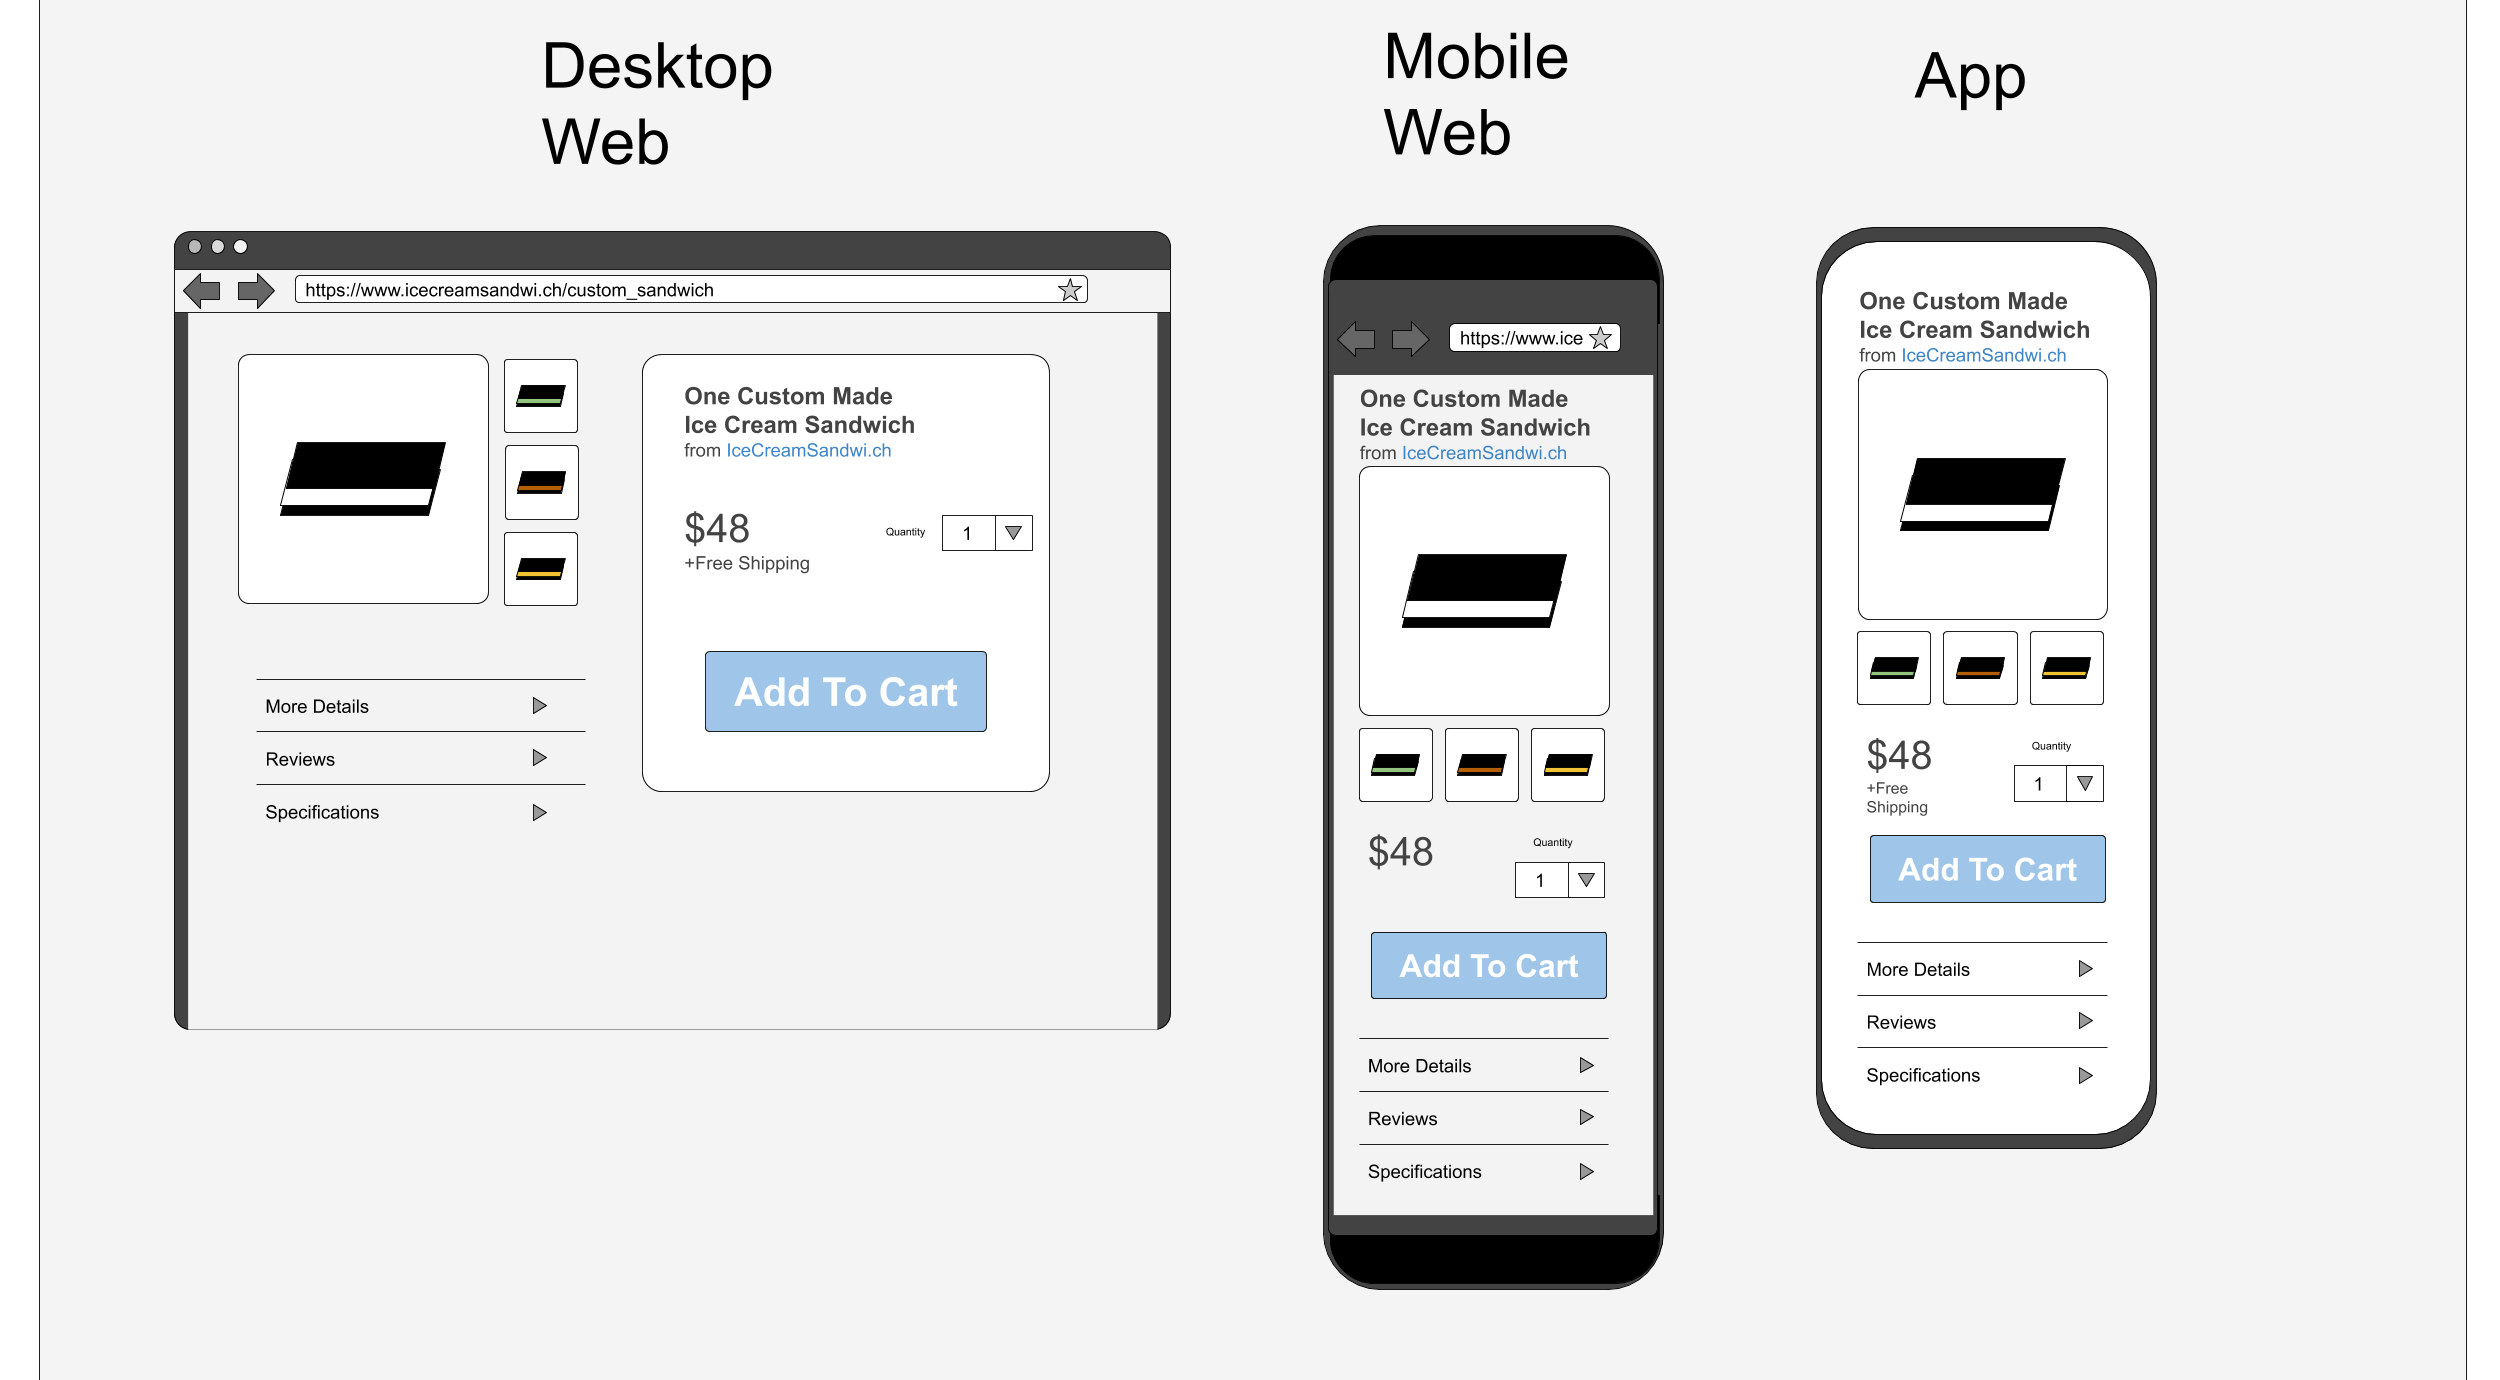 Desktop
Web
https://www.icecreamsandwi.ch/custom_sandwich
One Custom Made
Ice Cream Sandwich
from IceCreamSandwi.ch
$48
Quantity
1
+Free Shipping
Add To Cart
More Details
Reviews
Specifications
Mobile
Web
https://www.ice
One Custom Made
Ice Cream Sandwich
from IceCreamSandwi.ch
$48
Quantity
1
Add To Cart
More Details
Reviews
Specifications
App
One Custom Made
Ice Cream Sandwich
from IceCreamSandwi.ch
$48
Quantity
1
+Free
Shipping
Add To Cart
More Details
Reviews
Specifications